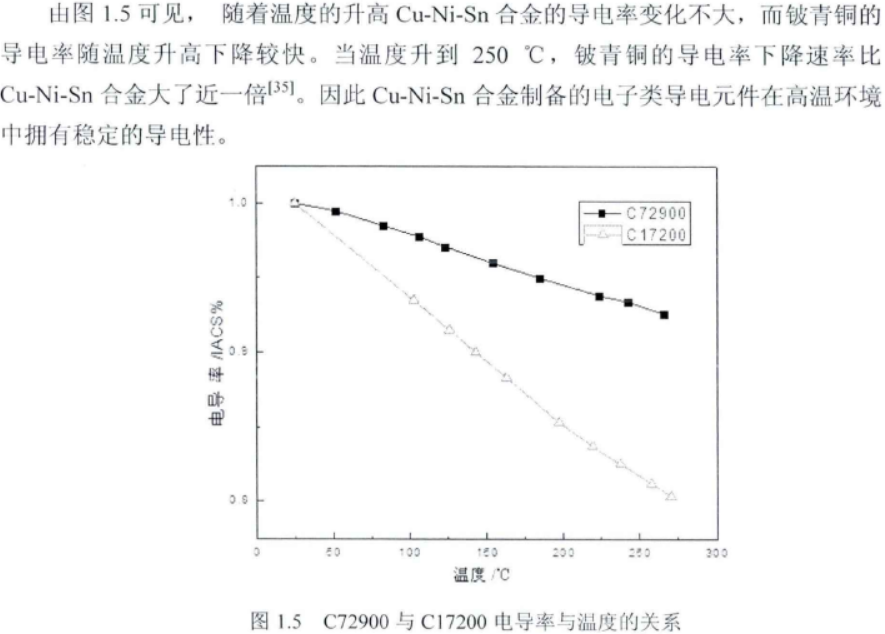 由图 1.5 可见， 随着温度的升高 Cu-Ni-Sn 合金的导电率变化不大，而铍青铜的
导电率随温度升高下降较快。当温度升到 250 ℃，铍青铜的导电率下降速率比
Cu-Ni-Sn 合金大了近一倍[35]。因此 Cu-Ni-Sn 合金制备的电子类导电元件在高温环境
中拥有稳定的导电性。
C72900
C17200
1.0
0.9
0.8
电导 率 /IACS%
0 50 100 150 200 250 300
温度 /℃
图 1.5 C72900 与 C17200 电导率与温度的关系